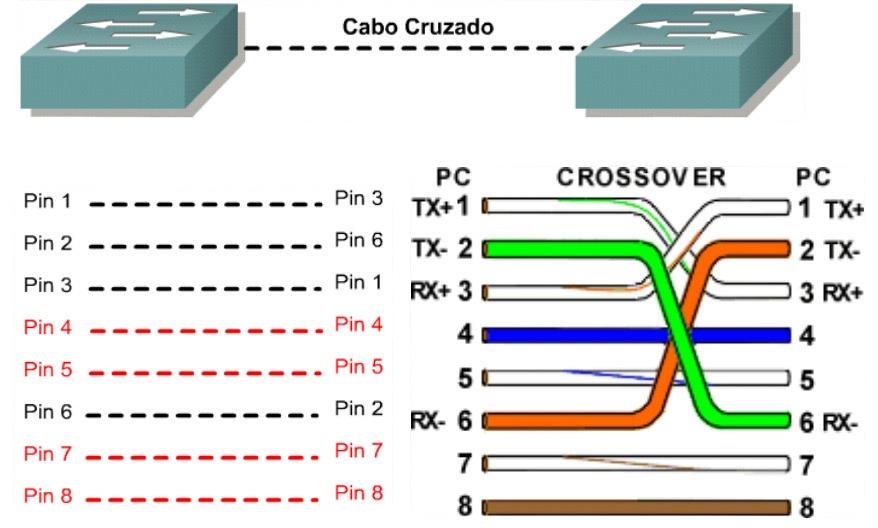 Cabo Cruzado
Pin 1 Pin 3
Pin 2 Pin 6
Pin 3 Pin 1
Pin 4 Pin 4
Pin 5 Pin 5
Pin 6 Pin 2
Pin 7 Pin 7
Pin 8 Pin 8
PC CROSSOVER PC
TX+ 1 1 TX+
TX- 2 2 TX-
RX+ 3 3 RX+
4 4
5 5
RX- 6 6 RX-
7 7
8 8